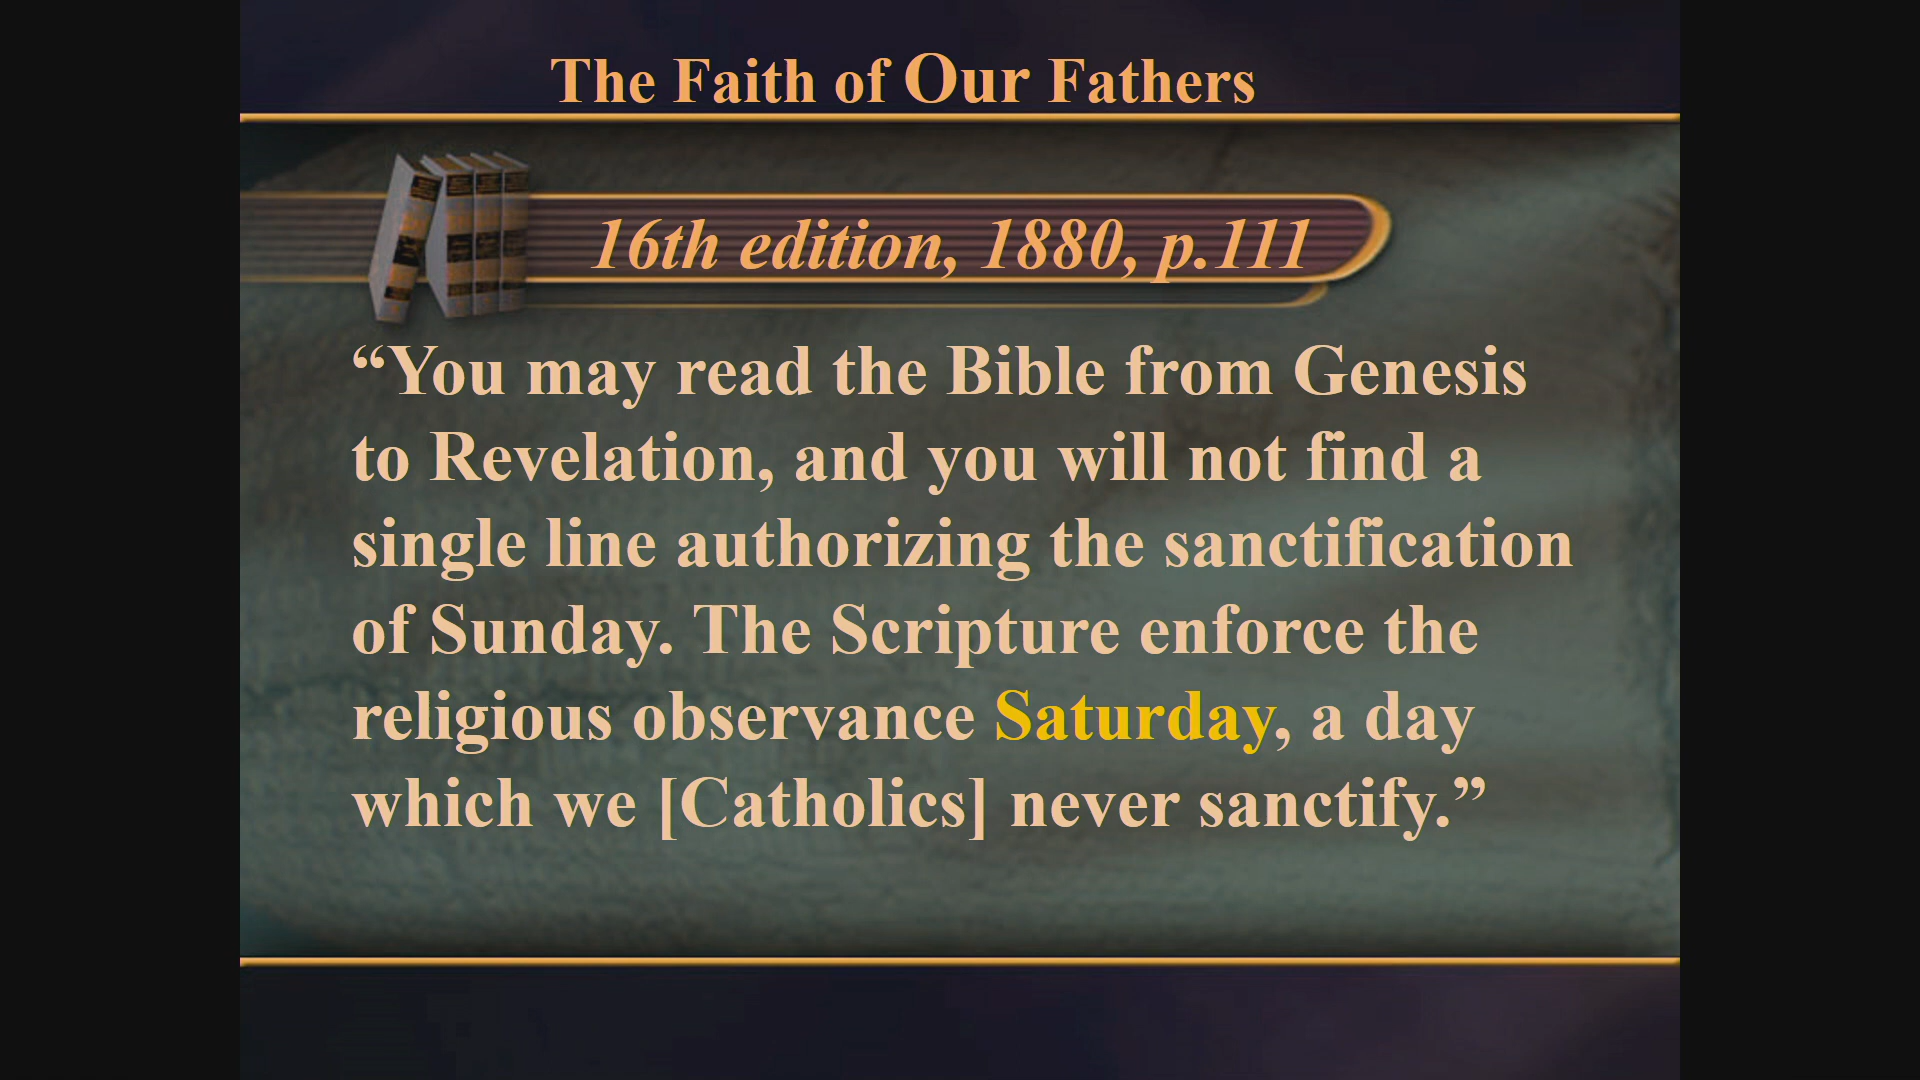 The Faith of Our Fathers
16th edition, 1880, p.111
“You may read the Bible from Genesis
to Revelation, and you will not find a
single line authorizing the sanctification
of Sunday. The Scripture enforce the
religious observance Saturday, a day
which we [Catholics] never sanctify.”